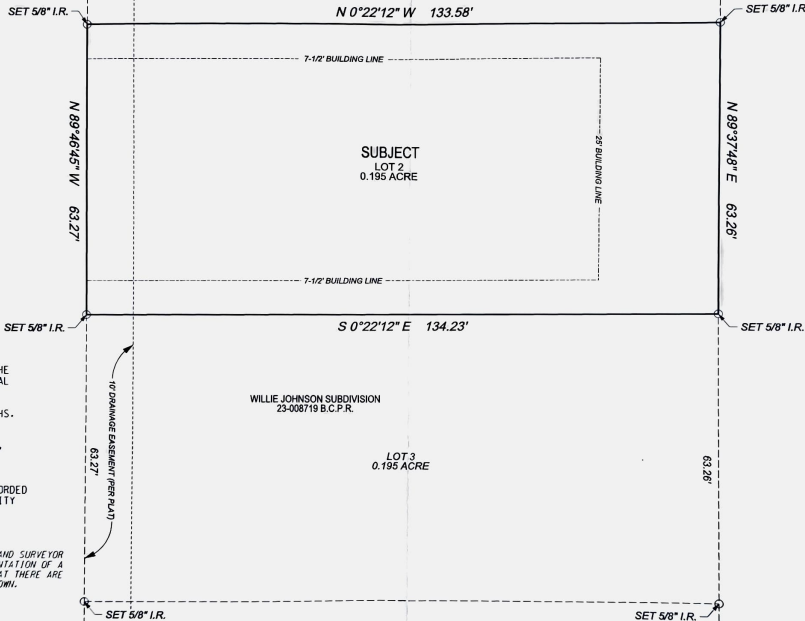 SET 5/8" I.R.
N 0°22'12" W 133.58'
SET 5/8" I.R.
7-1/2' BUILDING LINE
N 89°46'45" W 63.27'
SUBJECT
LOT 2
0.195 ACRE
25' BUILDING LINE
N 89°37'48" E 63.26'
7-1/2' BUILDING LINE
SET 5/8" I.R.
S 0°22'12" E 134.23'
SET 5/8" I.R.
HE
AL
HS.
ORDED
ITY
AND SURVEYOR
NTATION OF A
AT THERE ARE
OWN.
63.27'
10' DRAINAGE EASEMENT (PER PLAT)
WILLIE JOHNSON SUBDIVISION
23-008719 B.C.P.R.
LOT 3
0.195 ACRE
63.26'
SET 5/8" I.R.
SET 5/8" I.R.